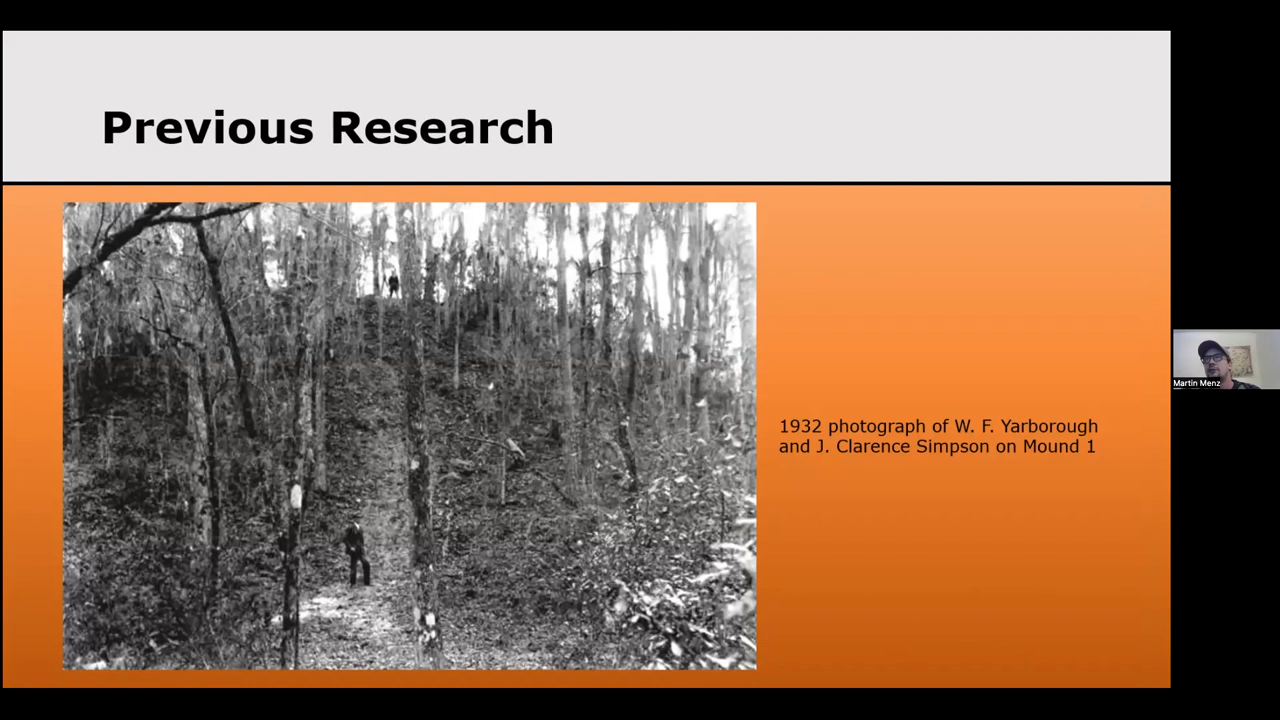 Previous Research
1932 photograph of W. F. Yarborough
and J. Clarence Simpson on Mound 1
Martin Menz